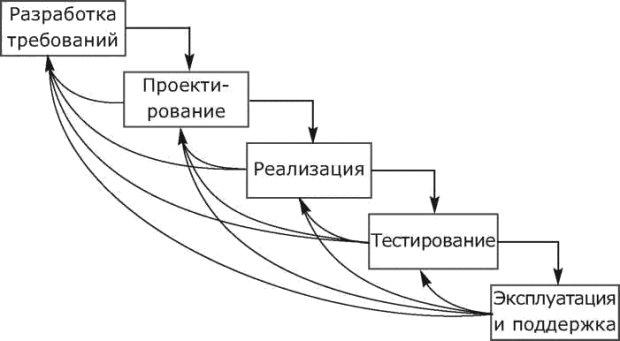 Разработка
требований
Проекти-
рование
Реализация
Тестирование
Эксплуатация
и поддержка